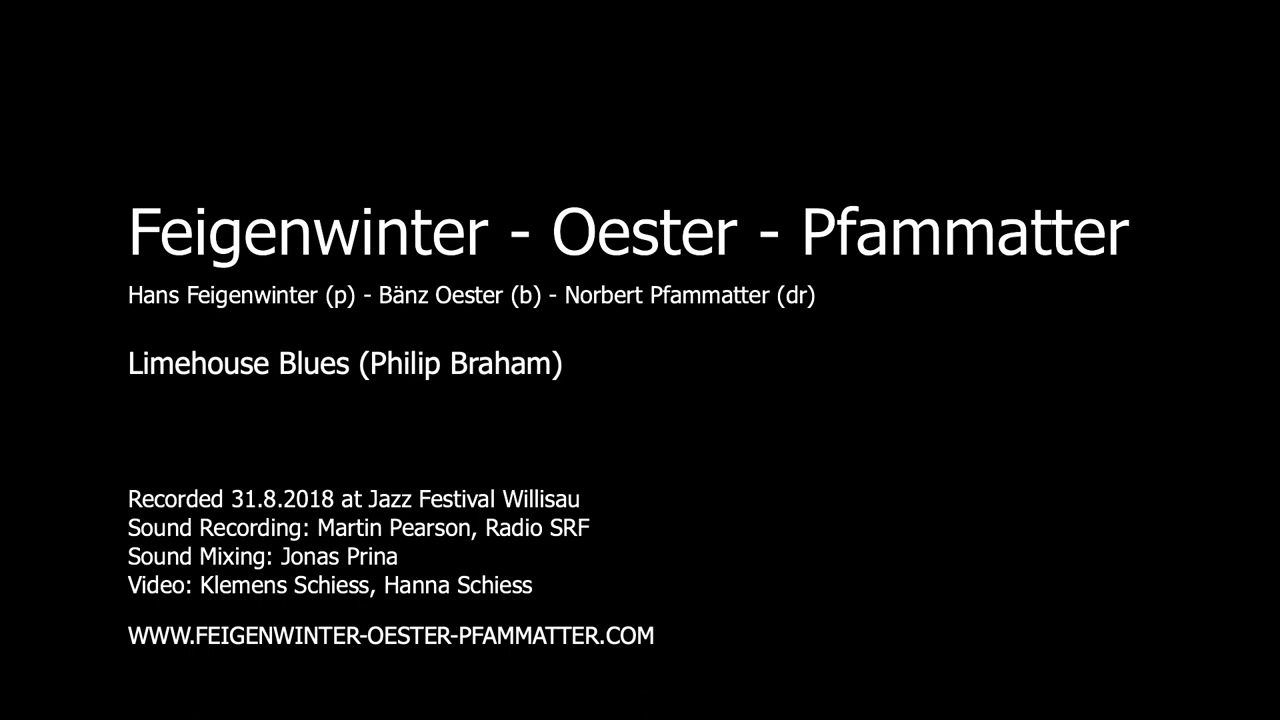 Feigenwinter - Oester - Pfammatter
Hans Feigenwinter (p) - Bänz Oester (b) - Norbert Pfammatter (dr)
Limehouse Blues (Philip Braham)
Recorded 31.8.2018 at Jazz Festival Willisau
Sound Recording: Martin Pearson, Radio SRF
Sound Mixing: Jonas Prina
Video: Klemens Schiess, Hanna Schiess
WWW.FEIGENWINTER-OESTER-PFAMMATTER.COM